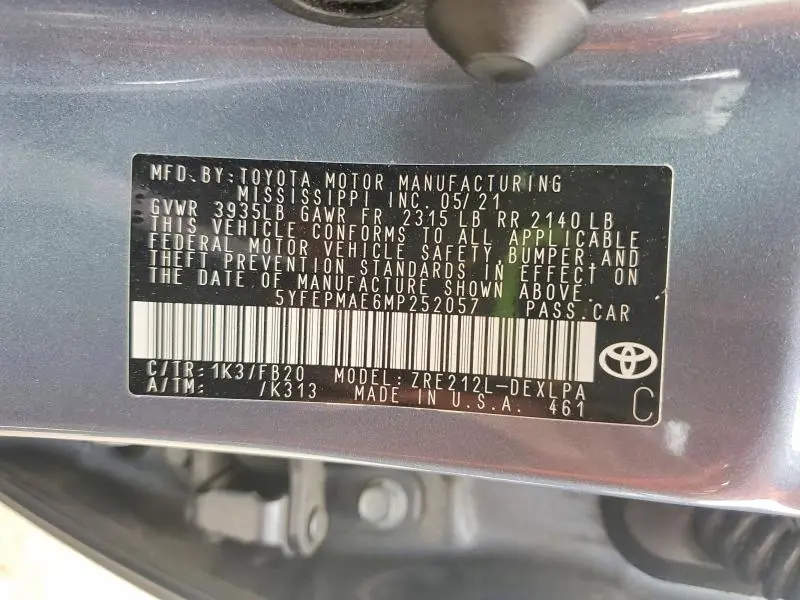 MFD.BY:TOYOTA MOTOR MANUFACTURING
MISSISSIPPI INC. 05/21
GVWR 3935LB GAWR FR 2315 LB RR 2140 LB
THIS VEHICLE CONFORMS TO ALL APPLICABLE
FEDERAL MOTOR VEHICLE SAFETY,BUMPER,AND
THEFT PREVENTION STANDARDS IN EFFECT ON
THE DATE OF MANUFACTURE SHOWN ABOVE.
5YFEPMAE6MP252057 PASS.CAR
C/TR:1K3/FB20 MODEL:ZRE212L-DEXLPA
A/TM: /K313 MADE IN U.S.A. 461
C